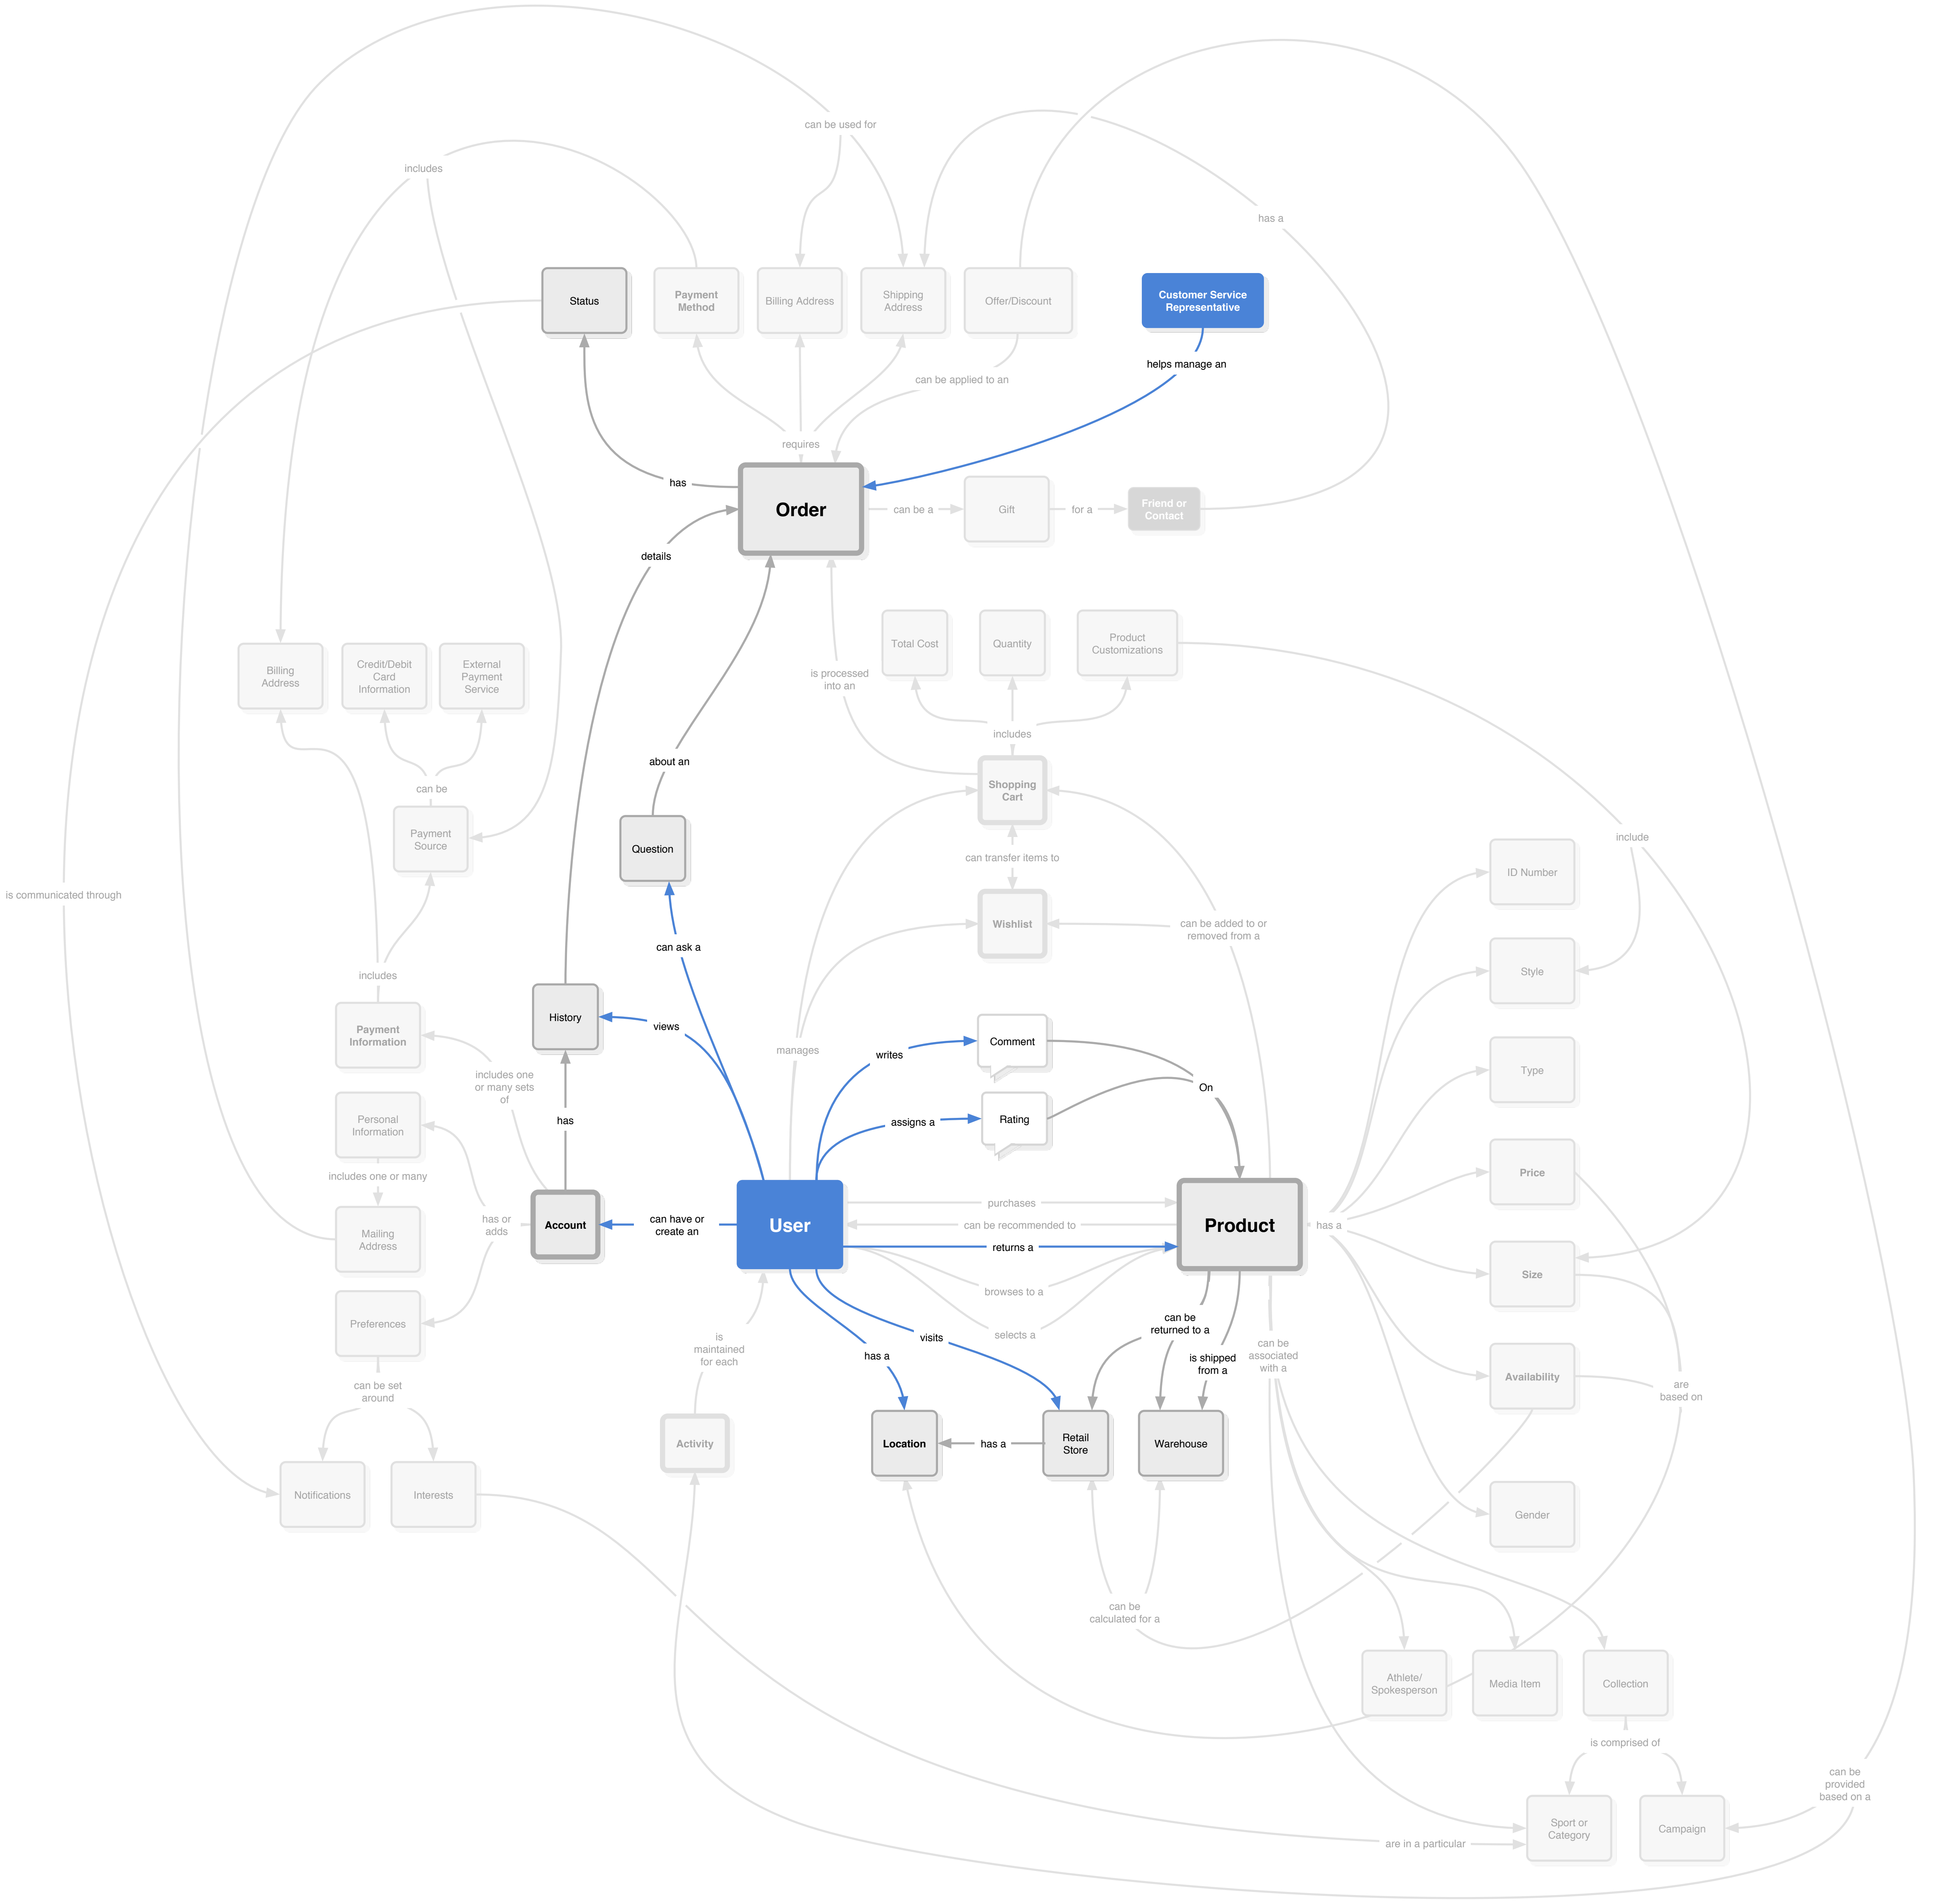 can be used for
includes
has a
Status
Payment
Method
Billing Address
Shipping
Address
Offer/Discount
Customer Service
Representative
helps manage an
can be applied to an
requires
has
Order
can be a
Gift
for a
Friend or
Contact
details
Total Cost
Quantity
Product
Customizations
Billing
Address
Credit/Debit
Card
Information
External
Payment
Service
is processed
into an
includes
about an
can be
Shopping
Cart
Payment
Source
Question
can transfer items to
include
ID Number
is communicated through
Wishlist
can be added to or
removed from a
can ask a
includes
Style
History
views
Payment
Information
Comment
writes
manages
Type
includes one
or many sets
of
On
Personal
Information
has
assigns a
Rating
includes one or many
Price
Mailing
Address
has or
adds
Account
can have or
create an
User
purchases
can be recommended to
returns a
browses to a
selects a
Product
has a
Size
Preferences
is
maintained
for each
visits
has a
can be
returned to a
is shipped
from a
can be
associated
with a
Availability
are
based on
can be set
around
Activity
Location
has a
Retail
Store
Warehouse
Notifications
Interests
Gender
can be
calculated for a
Athlete/
Spokesperson
Media Item
Collection
is comprised of
can be
provided
based on a
Sport or
Category
Campaign
are in a particular